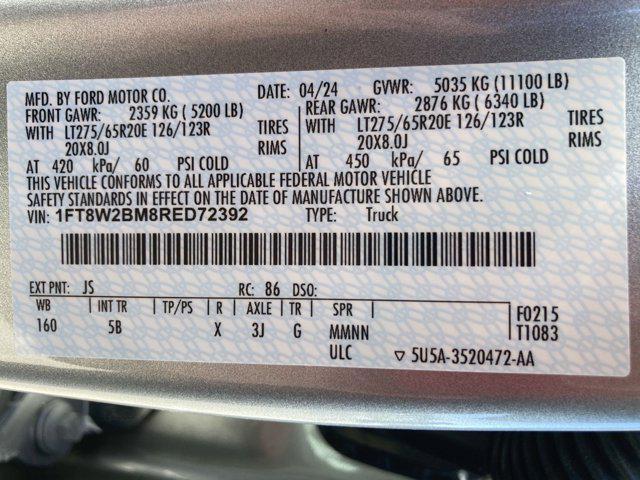 MFD. BY FORD MOTOR CO. DATE: 04/24 GVWR: 5035 KG (11100 LB)
FRONT GAWR: 2359 KG (5200 LB) REAR GAWR: 2876 KG (6340 LB)
WITH LT275/65R20E 126/123R TIRES WITH LT275/65R20E 126/123R TIRES
20X8.0J RIMS 20X8.0J RIMS
AT 420 kPa/ 60 PSI COLD AT 450 kPa/ 65 PSI COLD
THIS VEHICLE CONFORMS TO ALL APPLICABLE FEDERAL MOTOR VEHICLE
SAFETY STANDARDS IN EFFECT ON THE DATE OF MANUFACTURE SHOWN ABOVE.
VIN: 1FT8W2BM8RED72392 TYPE: Truck
EXT PNT: JS RC: 86 DSO:
WB INT TR TP/PS R AXLE TR SPR F0215
160 5B X 3J G MMNN T1083
ULC ▽ 5U5A-3520472-AA